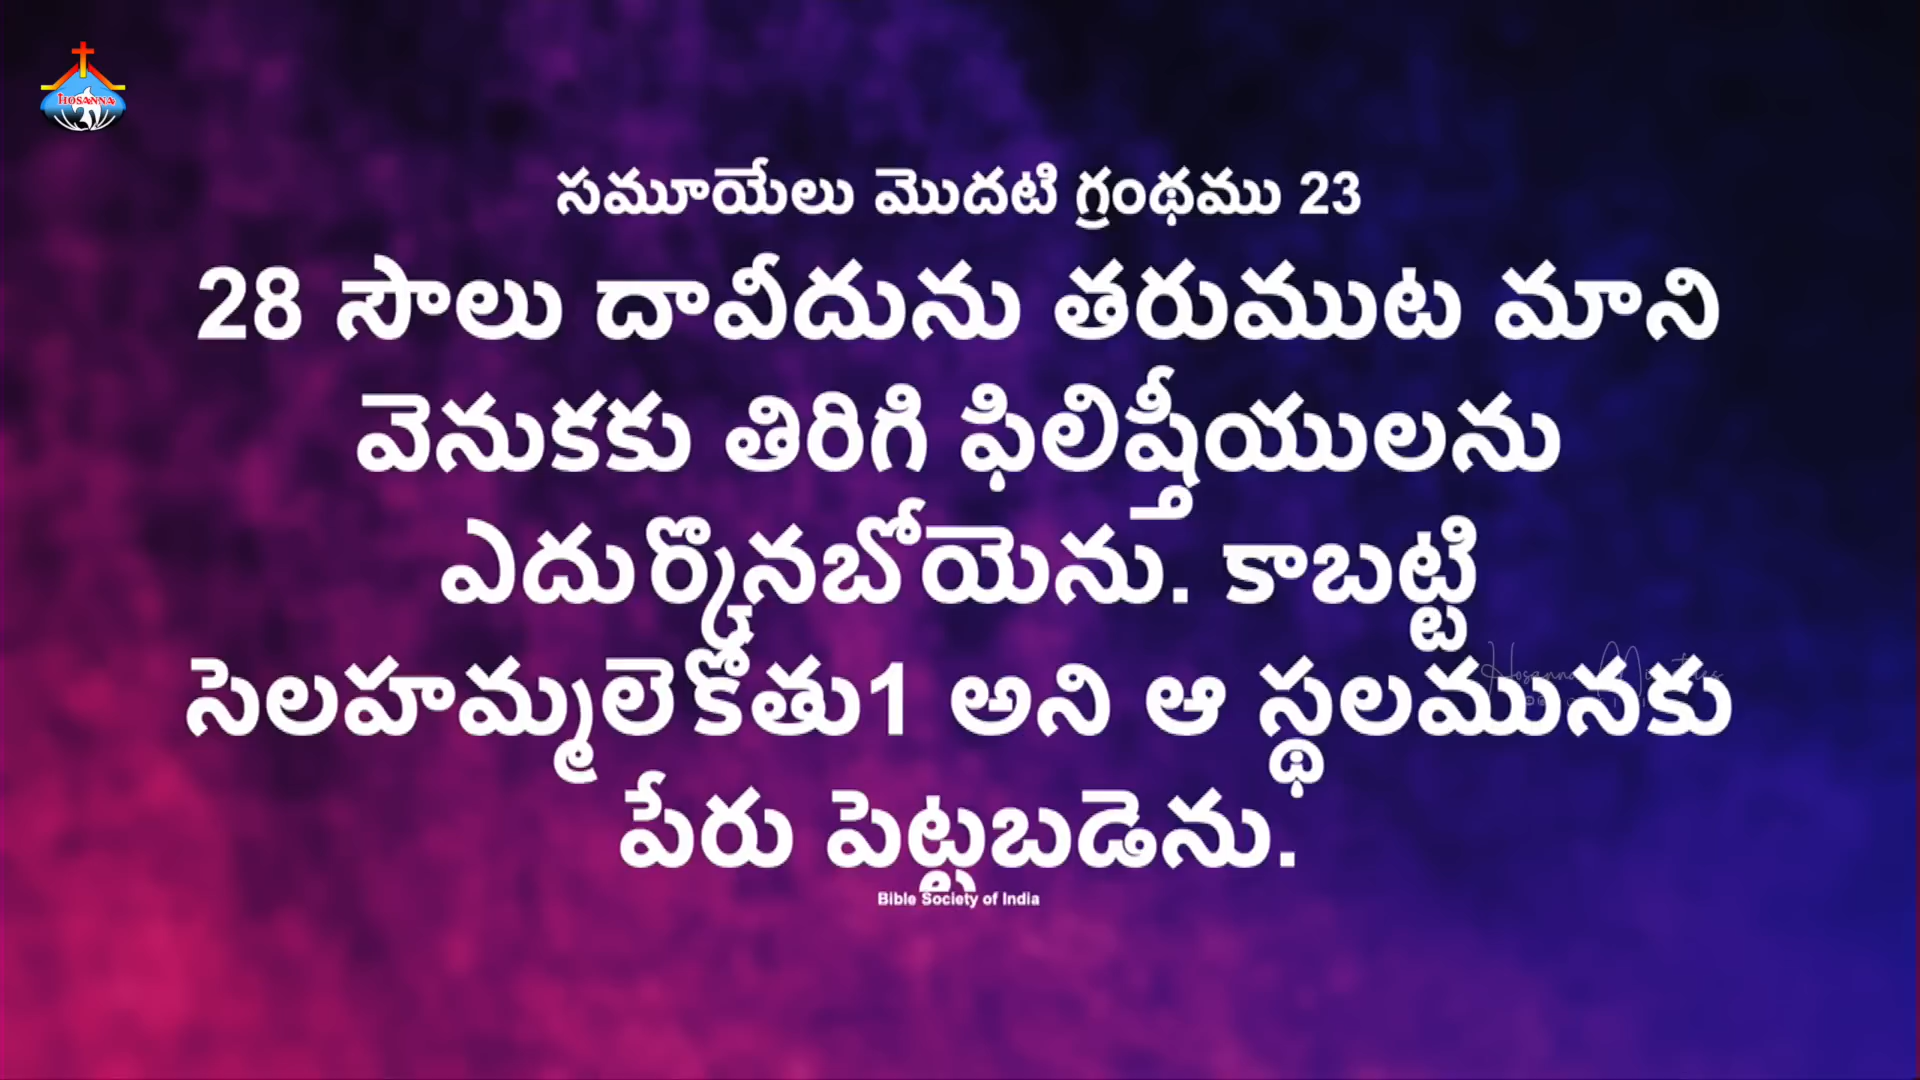 HOSANNA
సమూయేలు మొదటి గ్రంథము 23
28 సౌలు దావీదును తరుముట మాని
వెనుకకు తిరిగి ఫిలిష్తీయులను
ఎదుర్కొనబోయెను. కాబట్టి
సెలహమ్మలెకోతు1 అని ఆ స్థలమునకు
పేరు పెట్టబడెను.
Bible Society of India